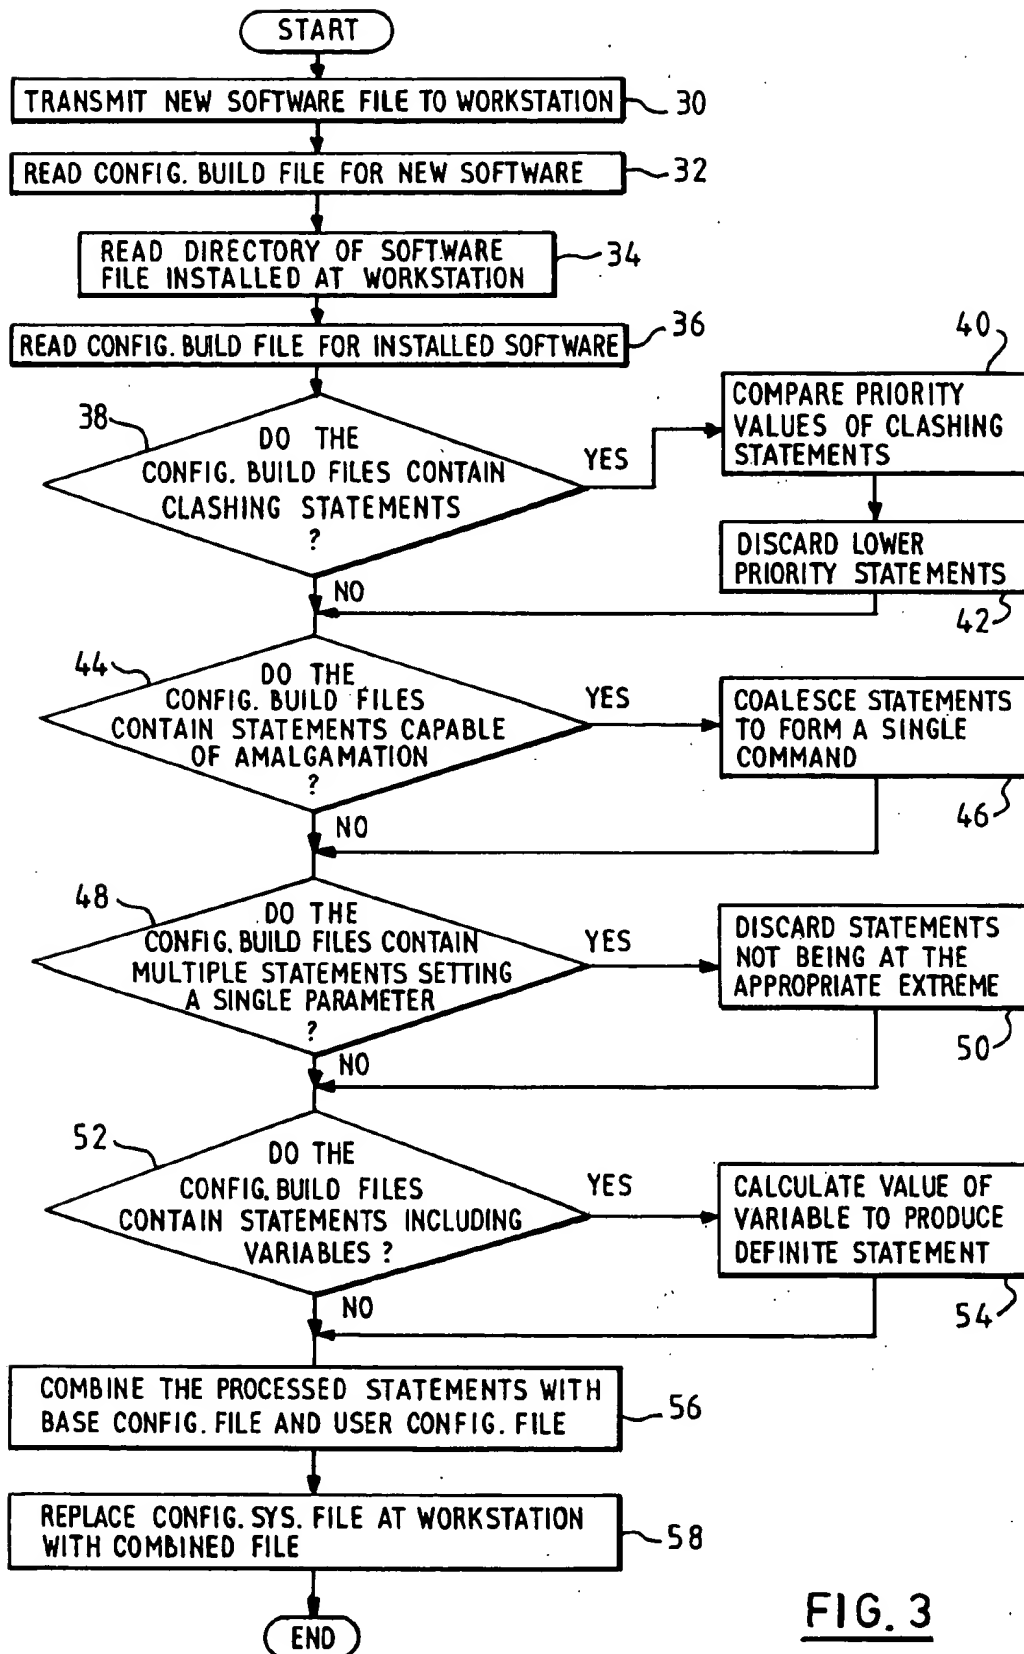 START
TRANSMIT NEW SOFTWARE FILE TO WORKSTATION
30
READ CONFIG. BUILD FILE FOR NEW SOFTWARE
32
READ DIRECTORY OF SOFTWARE
FILE INSTALLED AT WORKSTATION
34
READ CONFIG. BUILD FILE FOR INSTALLED SOFTWARE
36
38
DO THE
CONFIG. BUILD FILES CONTAIN
CLASHING STATEMENTS
?
YES
NO
40
COMPARE PRIORITY
VALUES OF CLASHING
STATEMENTS
DISCARD LOWER
PRIORITY STATEMENTS
42
44
DO THE
CONFIG. BUILD FILES
CONTAIN STATEMENTS CAPABLE
OF AMALGAMATION
?
YES
NO
COALESCE STATEMENTS
TO FORM A SINGLE
COMMAND
46
48
DO THE
CONFIG. BUILD FILES CONTAIN
MULTIPLE STATEMENTS SETTING
A SINGLE PARAMETER
?
YES
NO
DISCARD STATEMENTS
NOT BEING AT THE
APPROPRIATE EXTREME
50
52
DO THE
CONFIG. BUILD FILES
CONTAIN STATEMENTS INCLUDING
VARIABLES ?
YES
NO
CALCULATE VALUE OF
VARIABLE TO PRODUCE
DEFINITE STATEMENT
54
COMBINE THE PROCESSED STATEMENTS WITH
BASE CONFIG. FILE AND USER CONFIG. FILE
56
REPLACE CONFIG. SYS. FILE AT WORKSTATION
WITH COMBINED FILE
58
END
FIG. 3